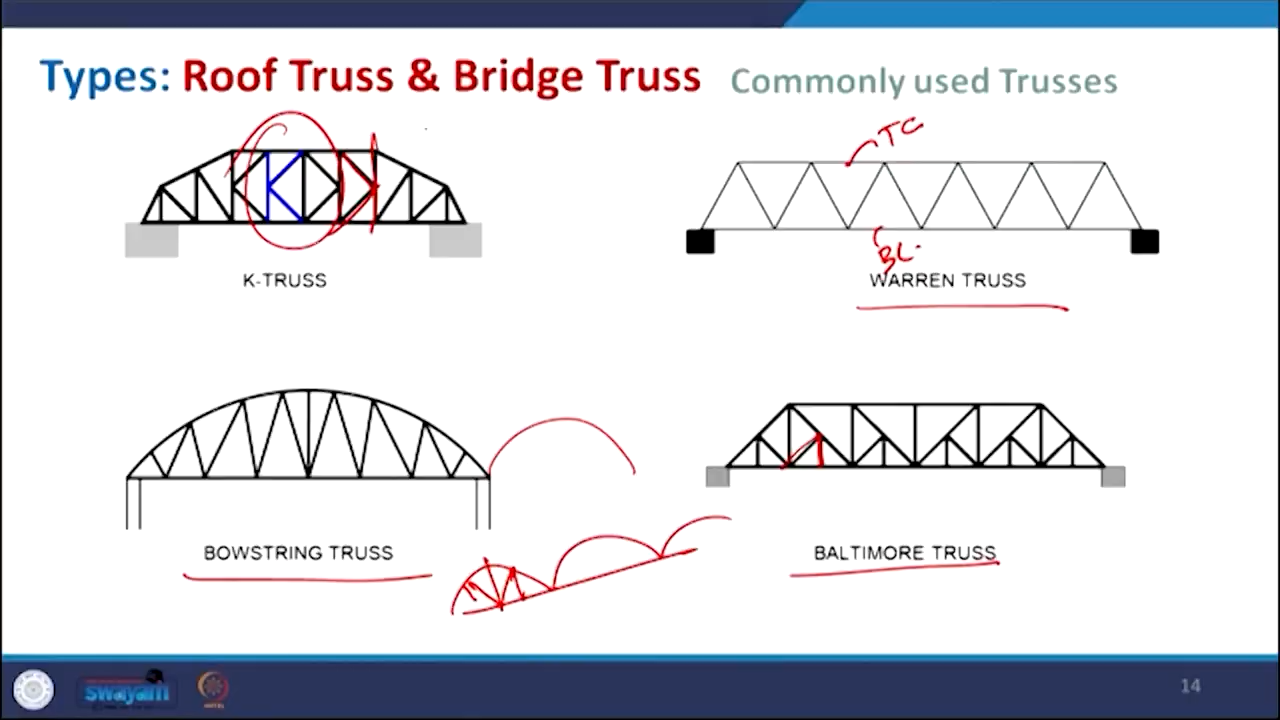 Types: Roof Truss & Bridge Truss Commonly used Trusses
TC
BC
K-TRUSS
WARREN TRUSS
BOWSTRING TRUSS
BALTIMORE TRUSS
swayam
14